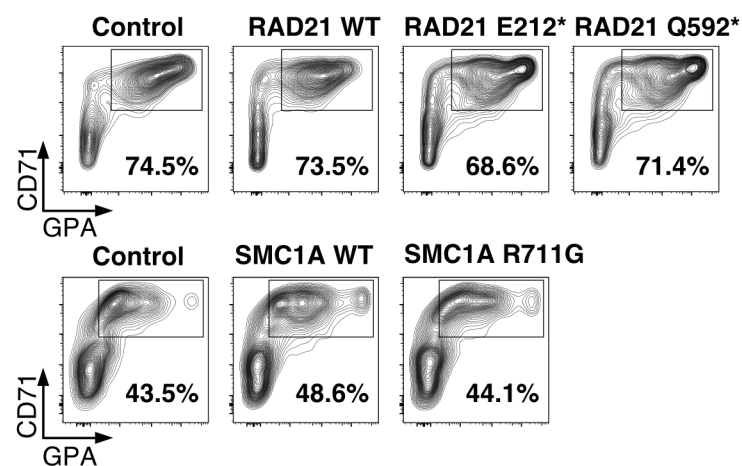 Control RAD21 WT RAD21 E212* RAD21 Q592*
74.5% 73.5% 68.6% 71.4%
CD71
GPA
Control SMC1A WT SMC1A R711G
43.5% 48.6% 44.1%
CD71
GPA